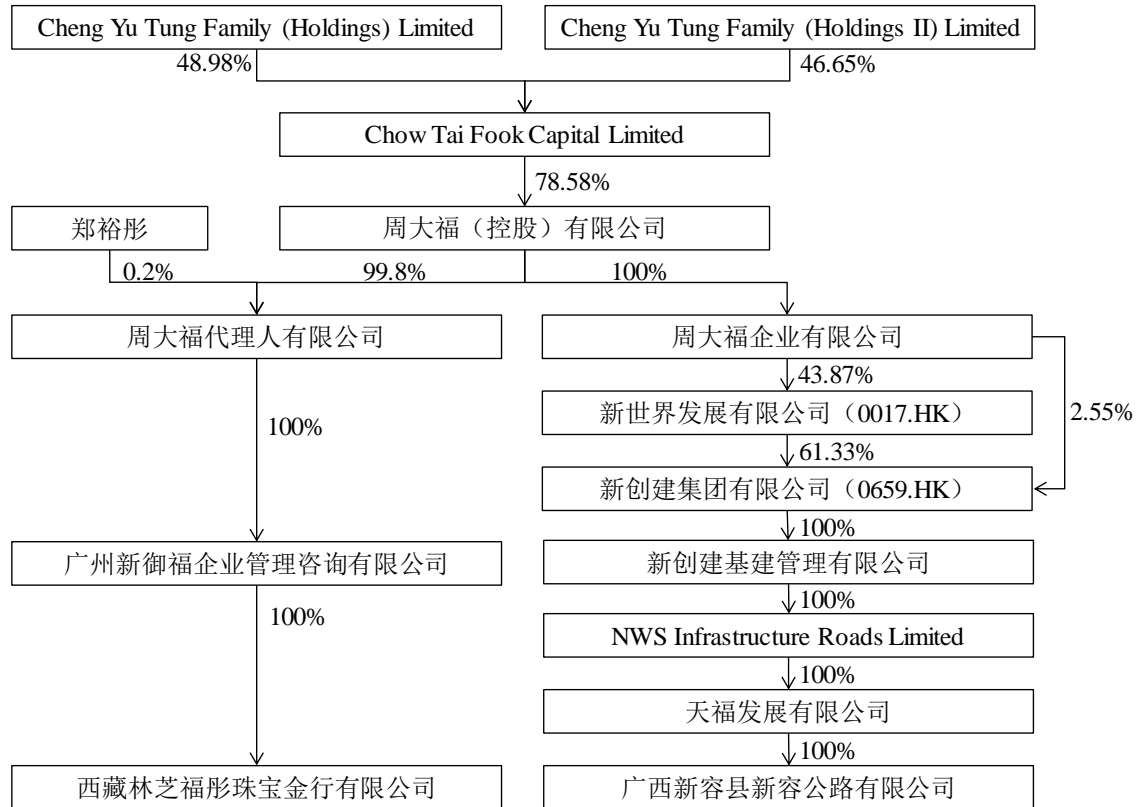 Cheng Yu Tung Family (Holdings) Limited
Cheng Yu Tung Family (Holdings II) Limited
48.98%
46.65%
Chow Tai Fook Capital Limited
78.58%
郑裕彤
周大福（控股）有限公司
0.2%
99.8%
100%
周大福代理人有限公司
周大福企业有限公司
43.87%
新世界发展有限公司（0017.HK）
2.55%
100%
61.33%
新创建集团有限公司（0659.HK）
100%
广州新御福企业管理咨询有限公司
新创建基建管理有限公司
100%
100%
NWS Infrastructure Roads Limited
100%
天福发展有限公司
100%
西藏林芝福彤珠宝金行有限公司
广西新容县新容公路有限公司